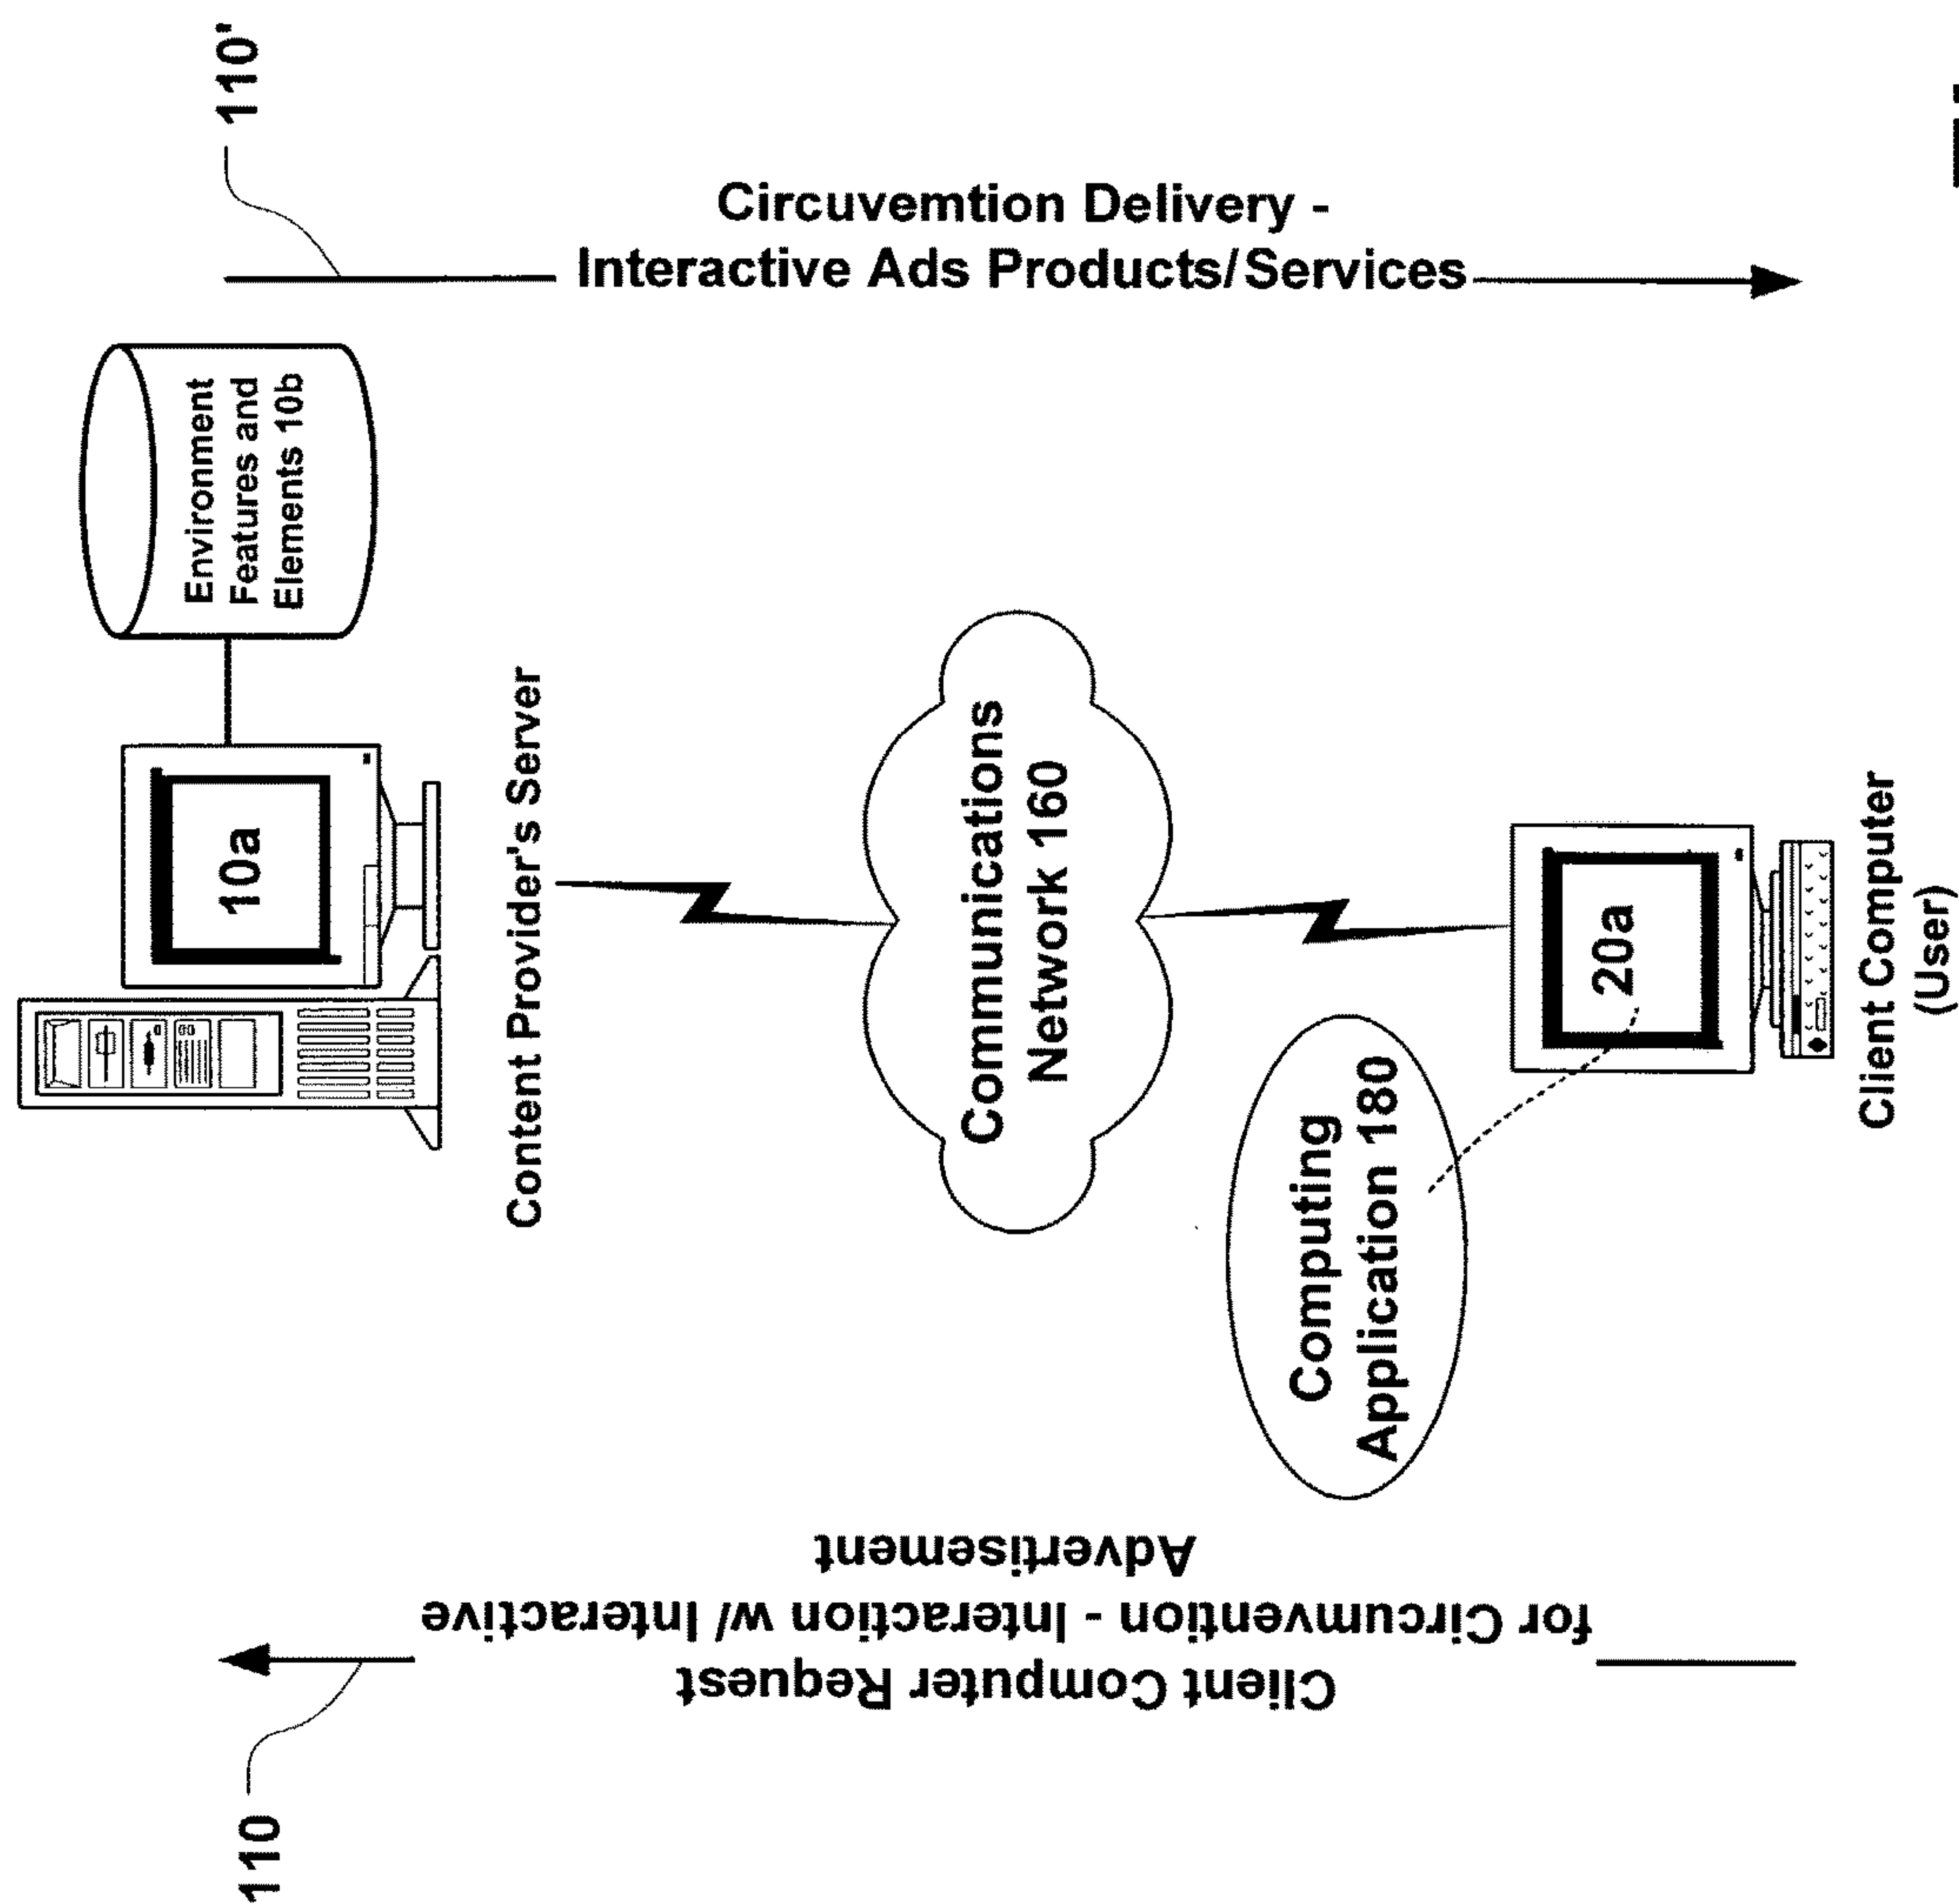 110'
Circuvemtion Delivery -
Interactive Ads Products/Services
Environment
Features and
Elements 10b
10a
Content Provider's Server
Communications
Network 160
Computing
Application 180
20a
Client Computer
(User)
Client Computer Request
for Circumvention - Interaction w/ Interactive
Advertisement
110